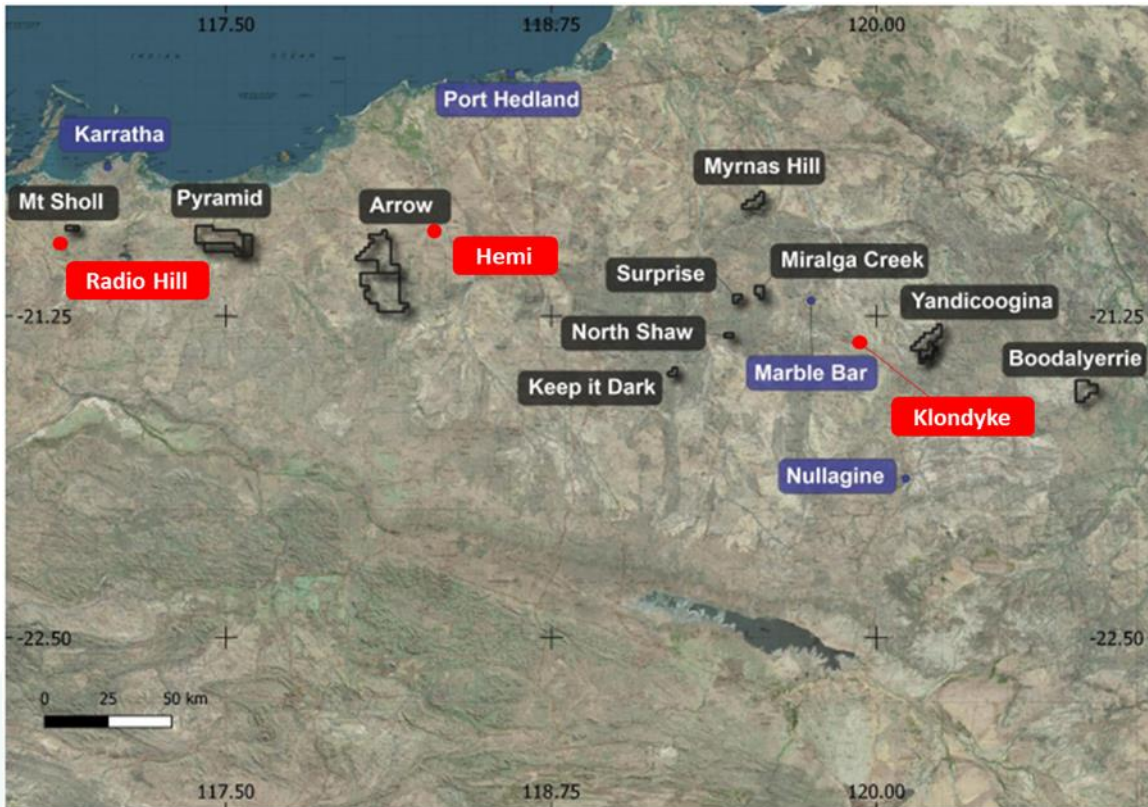 117.50
118.75
120.00
INDIAN OCEAN
Port Hedland
Karratha
Myrnas Hill
Mt Sholl
Pyramid
Arrow
Hemi
Radio Hill
Surprise
Miralga Creek
Yandicoogina
-21.25
-21.25
North Shaw
Boodalyerrie
Keep it Dark
Marble Bar
Klondyke
Nullagine
-22.50
-22.50
0 25 50 km
117.50
118.75
120.00